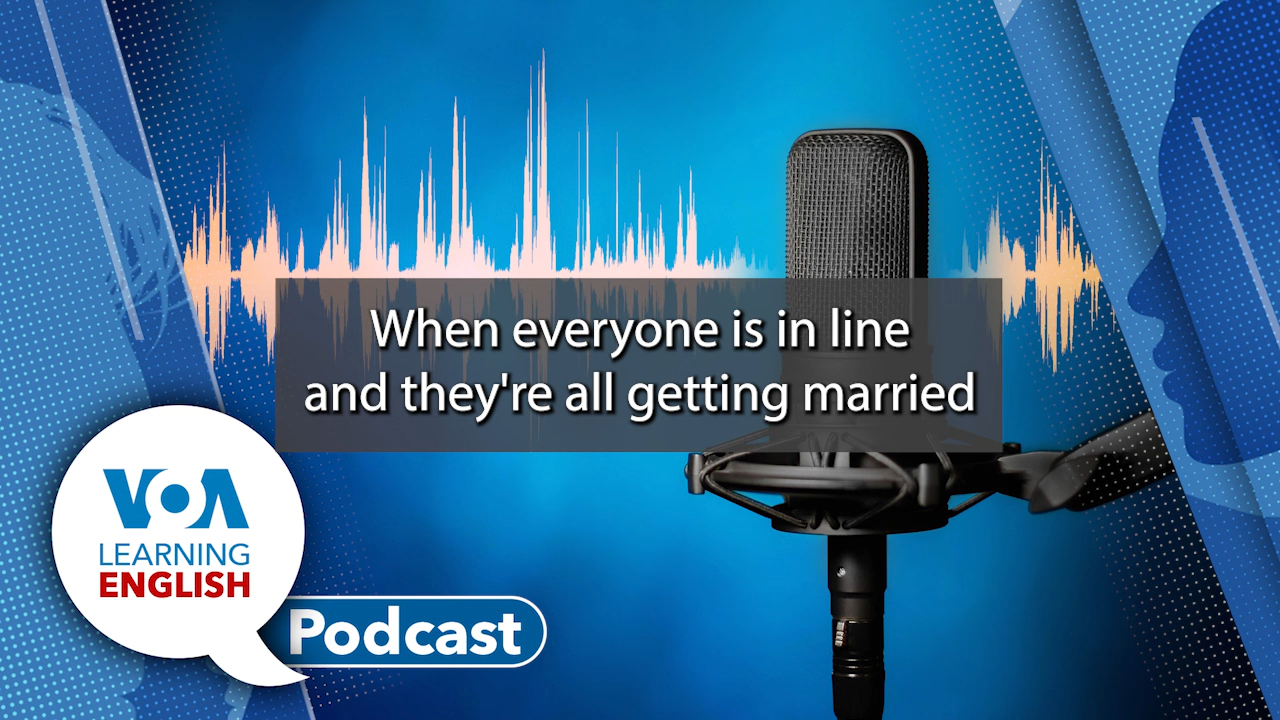 When everyone is in line
and they're all getting married
VOA
LEARNING
ENGLISH
Podcast